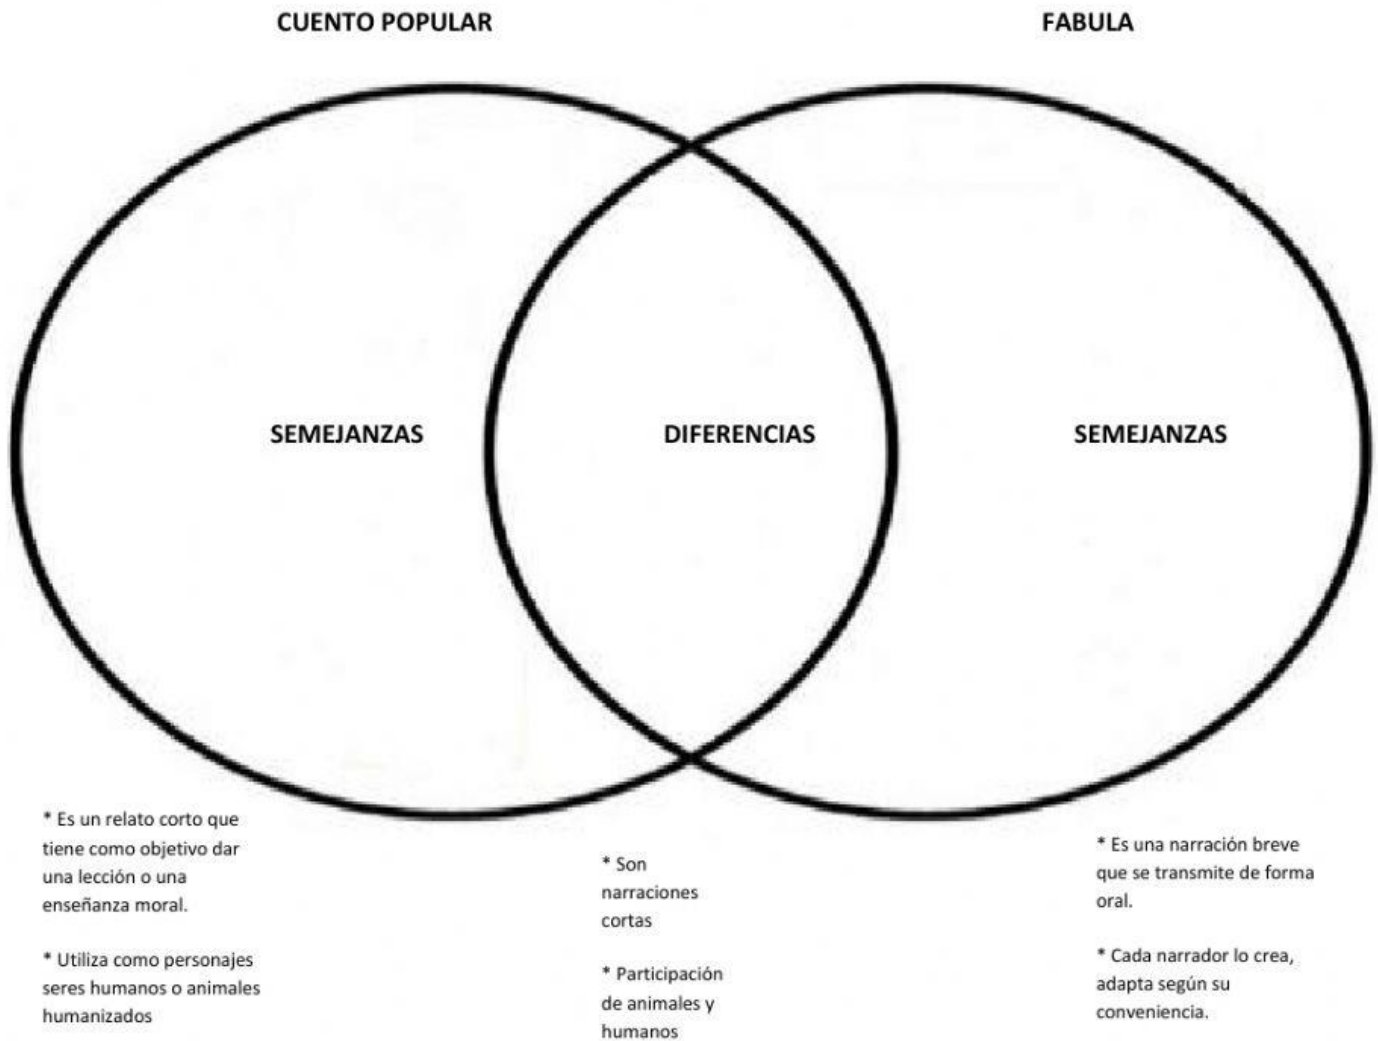 CUENTO POPULAR
FABULA
SEMEJANZAS
DIFERENCIAS
SEMEJANZAS
* Es un relato corto que
tiene como objetivo dar
una lección o una
enseñanza moral.
* Utiliza como personajes
seres humanos o animales
humanizados
* Son
narraciones
cortas
* Participación
de animales y
humanos
* Es una narración breve
que se transmite de forma
oral.
* Cada narrador lo crea,
adapta según su
conveniencia.